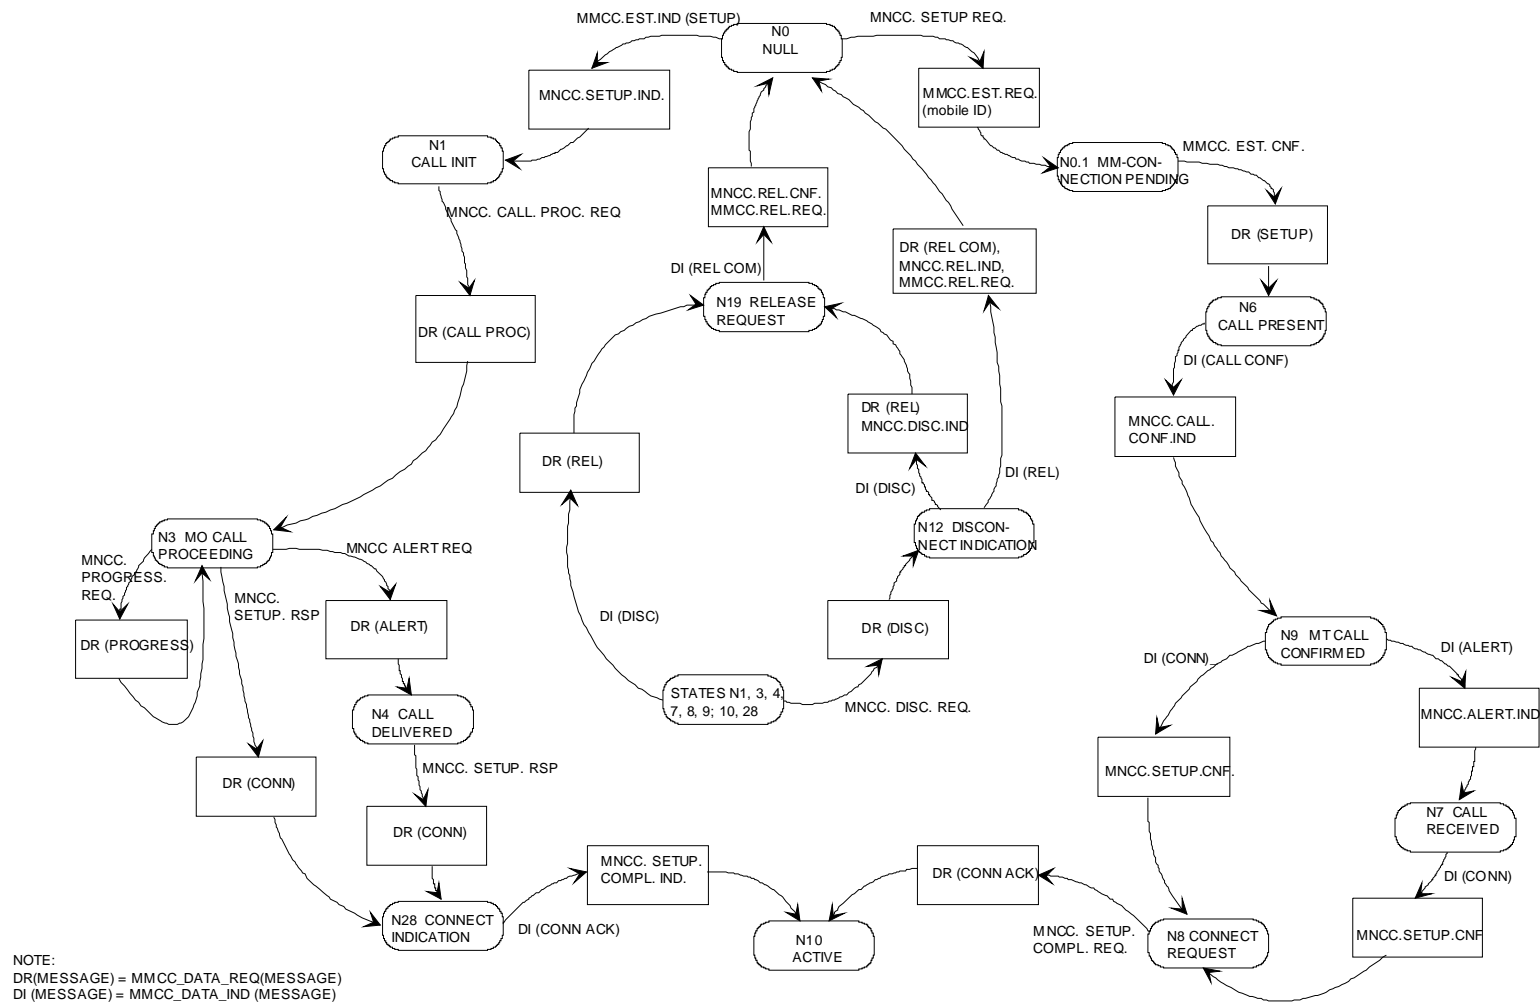 MMCC.EST.IND (SETUP)
N0
NULL
MNCC. SETUP REQ.
MNCC.SETUP.IND.
MMCC.EST.REQ.
(mobile ID)
N1
CALL INIT
N0.1 MM-CON-
NECTION PENDING
MMCC. EST. CNF.
MNCC. CALL. PROC. REQ
MNCC.REL.CNF.
MMCC.REL.REQ.
DR (REL COM),
MNCC.REL.IND,
MMCC.REL.REQ.
DR (SETUP)
DI (REL COM)
N19 RELEASE
REQUEST
N6
CALL PRESENT
DR (CALL PROC)
DI (CALL CONF)
DR (REL)
MNCC.DISC.IND
MNCC. CALL.
CONF.IND
DR (REL)
DI (DISC)
DI (REL)
N3 MO CALL
PROCEEDING
MNCC ALERT REQ
N12 DISCON-
NECT INDICATION
MNCC.
PROGRESS.
REQ.
MNCC.
SETUP. RSP
DI (DISC)
DR (PROGRESS)
DR (ALERT)
DR (DISC)
N9 MT CALL
CONFIRMED
DI (CONN)
DI (ALERT)
STATES N1, 3, 4,
7, 8, 9; 10, 28
MNCC. DISC. REQ.
N4 CALL
DELIVERED
MNCC.ALERT.IND
MNCC. SETUP. RSP
MNCC.SETUP.CNF.
DR (CONN)
N7 CALL
RECEIVED
DR (CONN)
MNCC. SETUP.
COMPL. IND.
DR (CONN ACK)
DI (CONN)
N28 CONNECT
INDICATION
DI (CONN ACK)
N10
ACTIVE
MNCC. SETUP.
COMPL. REQ.
N8 CONNECT
REQUEST
MNCC.SETUP.CNF
NOTE:
DR(MESSAGE) = MMCC_DATA_REQ(MESSAGE)
DI (MESSAGE) = MMCC_DATA_IND (MESSAGE)